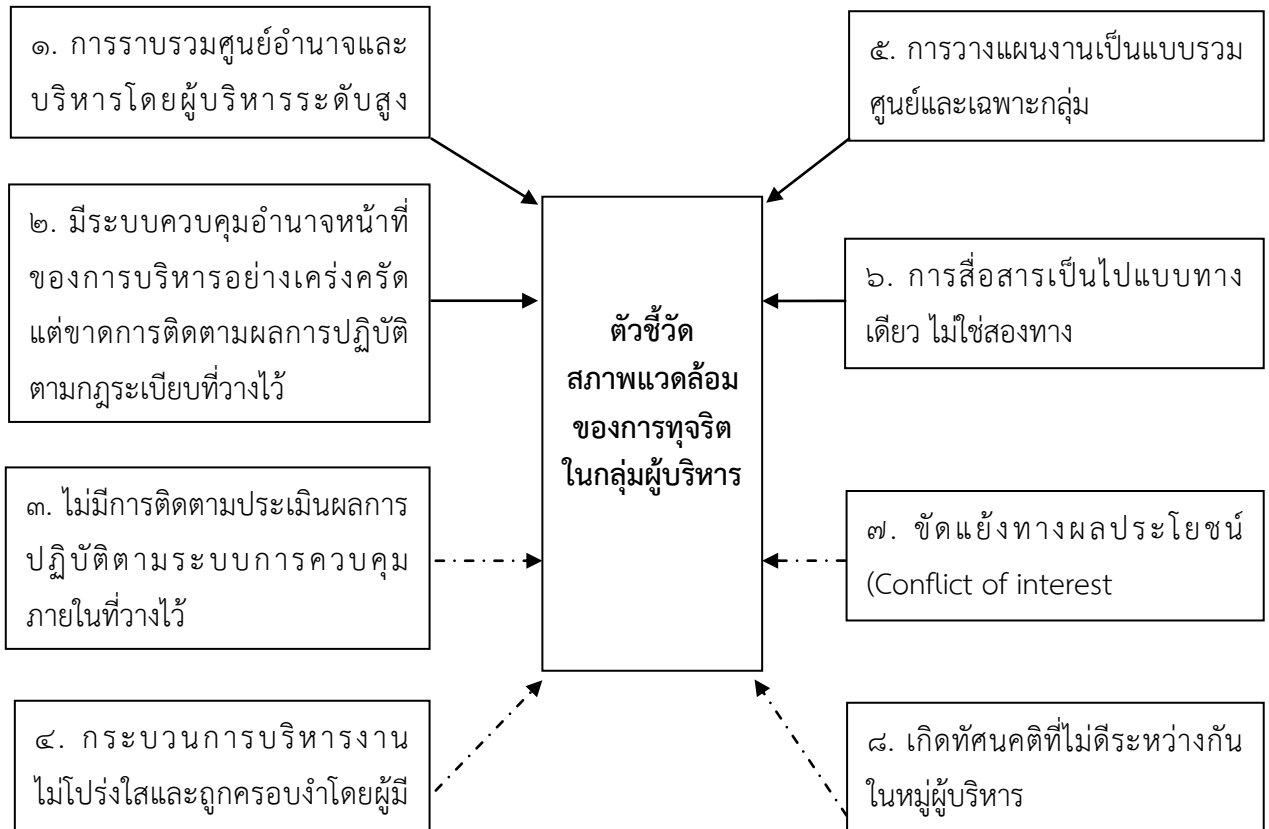 ๑. การราบรวมศูนย์อำนาจและ
บริหารโดยผู้บริหารระดับสูง
๒. มีระบบควบคุมอำนาจหน้าที่
ของการบริหารอย่างเคร่งครัด
แต่ขาดการติดตามผลการปฏิบัติ
ตามกฎระเบียบที่วางไว้
๓. ไม่มีการติดตามประเมินผลการ
ปฏิบัติตามระบบการควบคุม
ภายในที่วางไว้
๔. กระบวนการบริหารงาน
ไม่โปร่งใสและถูกครอบงำโดยผู้มี
ตัวชี้วัด
สภาพแวดล้อม
ของการทุจริต
ในกลุ่มผู้บริหาร
๕. การวางแผนงานเป็นแบบรวม
ศูนย์และเฉพาะกลุ่ม
๖. การสื่อสารเป็นไปแบบทาง
เดียว ไม่ใช่สองทาง
๗. ขัดแย้งทางผลประโยชน์
(Conflict of interest
๘. เกิดทัศนคติที่ไม่ดีระหว่างกัน
ในหมู่ผู้บริหาร